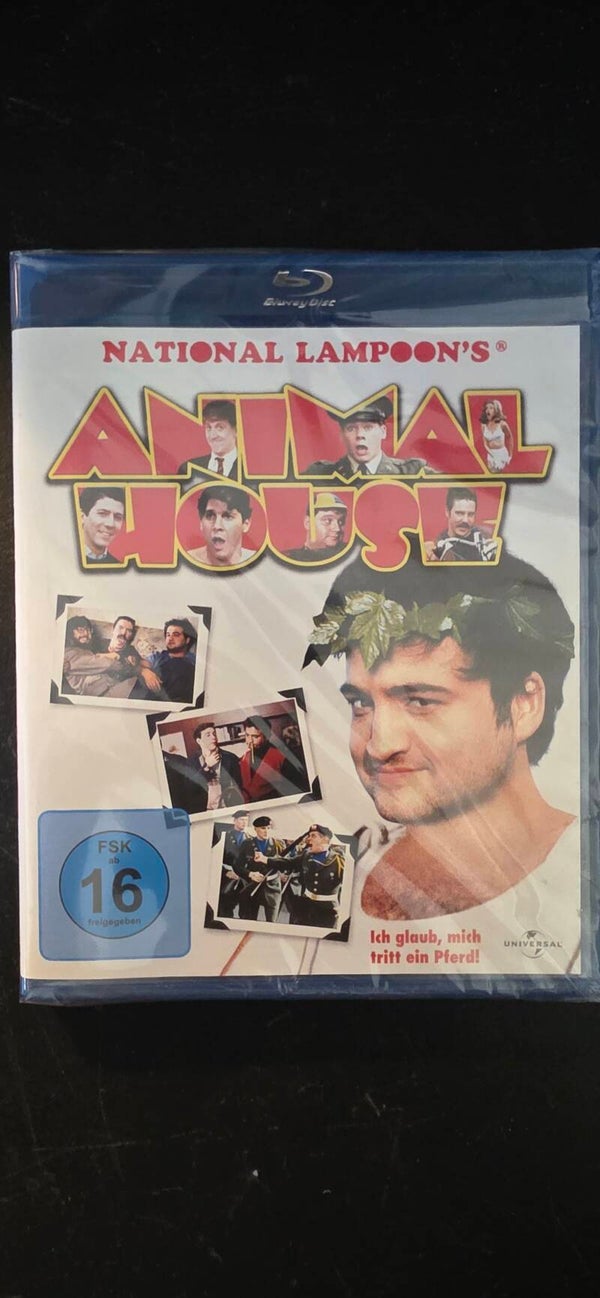 Blu-ray Disc
NATIONAL LAMPOON'S®
ANIMAL
HOUSE
FSK
ab
16
freigegeben
Ich glaub, mich
tritt ein Pferd!
UNIVERSAL